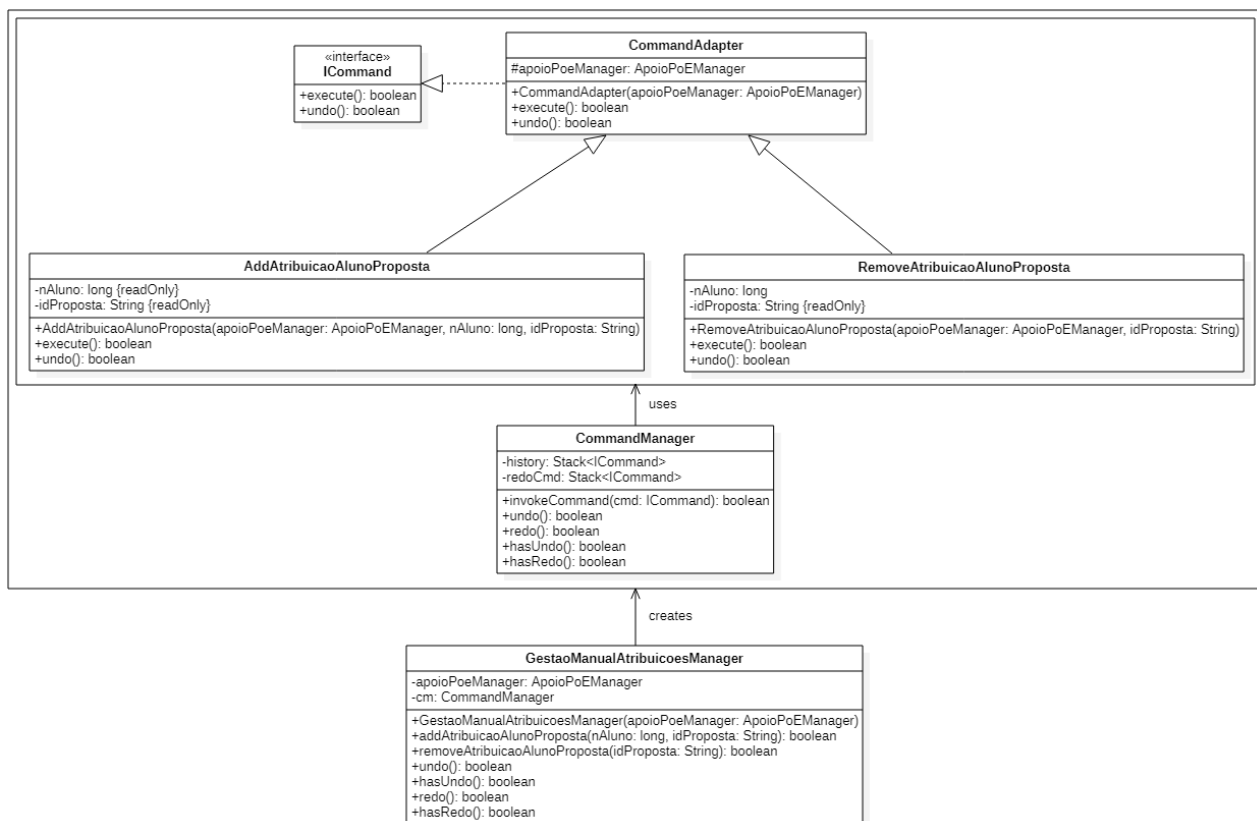 «interface»
ICommand
+execute(): boolean
+undo(): boolean
CommandAdapter
#apoioPoeManager: ApoioPoEManager
+CommandAdapter(apoioPoeManager: ApoioPoEManager)
+execute(): boolean
+undo(): boolean
AddAtribuicaoAlunoProposta
-nAluno: long {readOnly}
-idProposta: String {readOnly}
+AddAtribuicaoAlunoProposta(apoioPoeManager: ApoioPoEManager, nAluno: long, idProposta: String)
+execute(): boolean
+undo(): boolean
RemoveAtribuicaoAlunoProposta
-nAluno: long
-idProposta: String {readOnly}
+RemoveAtribuicaoAlunoProposta(apoioPoeManager: ApoioPoEManager, idProposta: String)
+execute(): boolean
+undo(): boolean
uses
CommandManager
-history: Stack<ICommand>
-redoCmd: Stack<ICommand>
+invokeCommand(cmd: ICommand): boolean
+undo(): boolean
+redo(): boolean
+hasUndo(): boolean
+hasRedo(): boolean
creates
GestaoManualAtribuicoesManager
-apoioPoeManager: ApoioPoEManager
-cm: CommandManager
+GestaoManualAtribuicoesManager(apoioPoeManager: ApoioPoEManager)
+addAtribuicaoAlunoProposta(nAluno: long, idProposta: String): boolean
+removeAtribuicaoAlunoProposta(idProposta: String): boolean
+undo(): boolean
+hasUndo(): boolean
+redo(): boolean
+hasRedo(): boolean